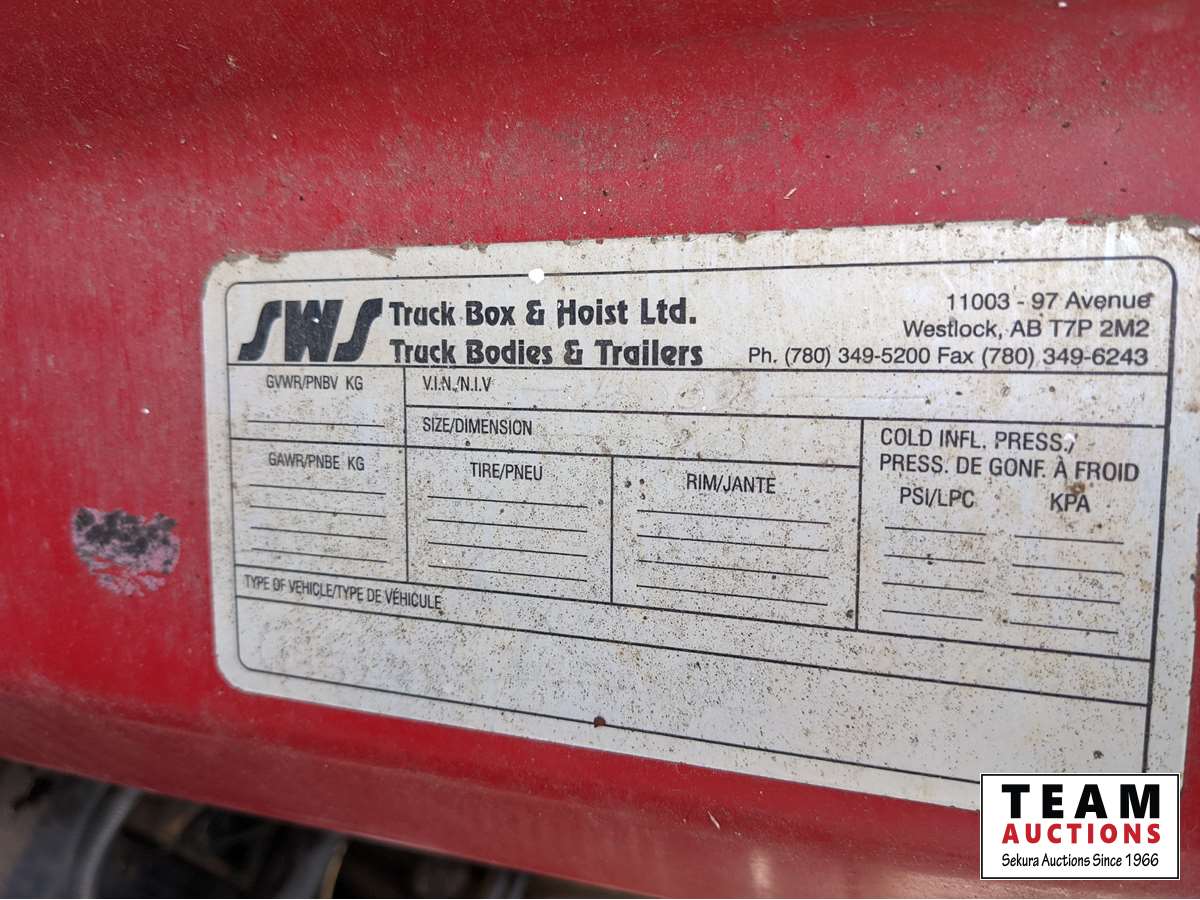 SWS Truck Box & Hoist Ltd.
Truck Bodies & Trailers
11003 - 97 Avenue
Westlock, AB T7P 2M2
Ph. (780) 349-5200 Fax (780) 349-6243
GVWR/PNBV KG
V.I.N./N.I.V
SIZE/DIMENSION
GAWR/PNBE KG
TIRE/PNEU
RIM/JANTE
COLD INFL. PRESS./
PRESS. DE GONF. À FROID
PSI/LPC KPA
TYPE OF VEHICLE/TYPE DE VÉHICULE
TEAM
AUCTIONS
Sekura Auctions Since 1966